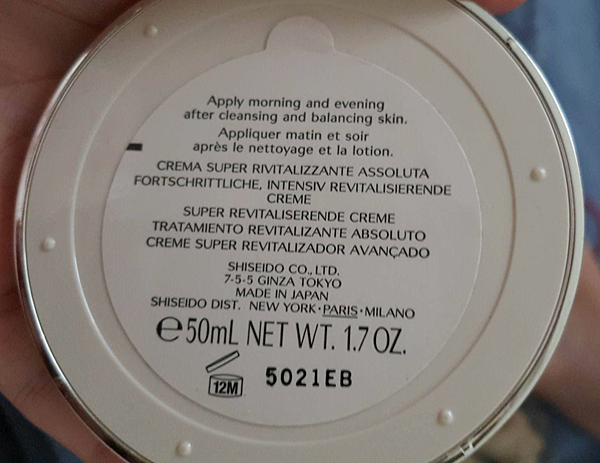 Apply morning and evening
after cleansing and balancing skin.
Appliquer matin et soir
après le nettoyage et la lotion.
CREMA SUPER RIVITALIZZANTE ASSOLUTA
FORTSCHRITTLICHE, INTENSIV REVITALISIERENDE
CREME
SUPER REVITALISERENDE CREME
TRATAMIENTO REVITALIZANTE ABSOLUTO
CREME SUPER REVITALIZADOR AVANÇADO
SHISEIDO CO., LTD.
7-5-5 GINZA TOKYO
MADE IN JAPAN
SHISEIDO DIST. NEW YORK·PARIS·MILANO
℮50mL NET WT. 1.7 OZ.
12M 5021EB